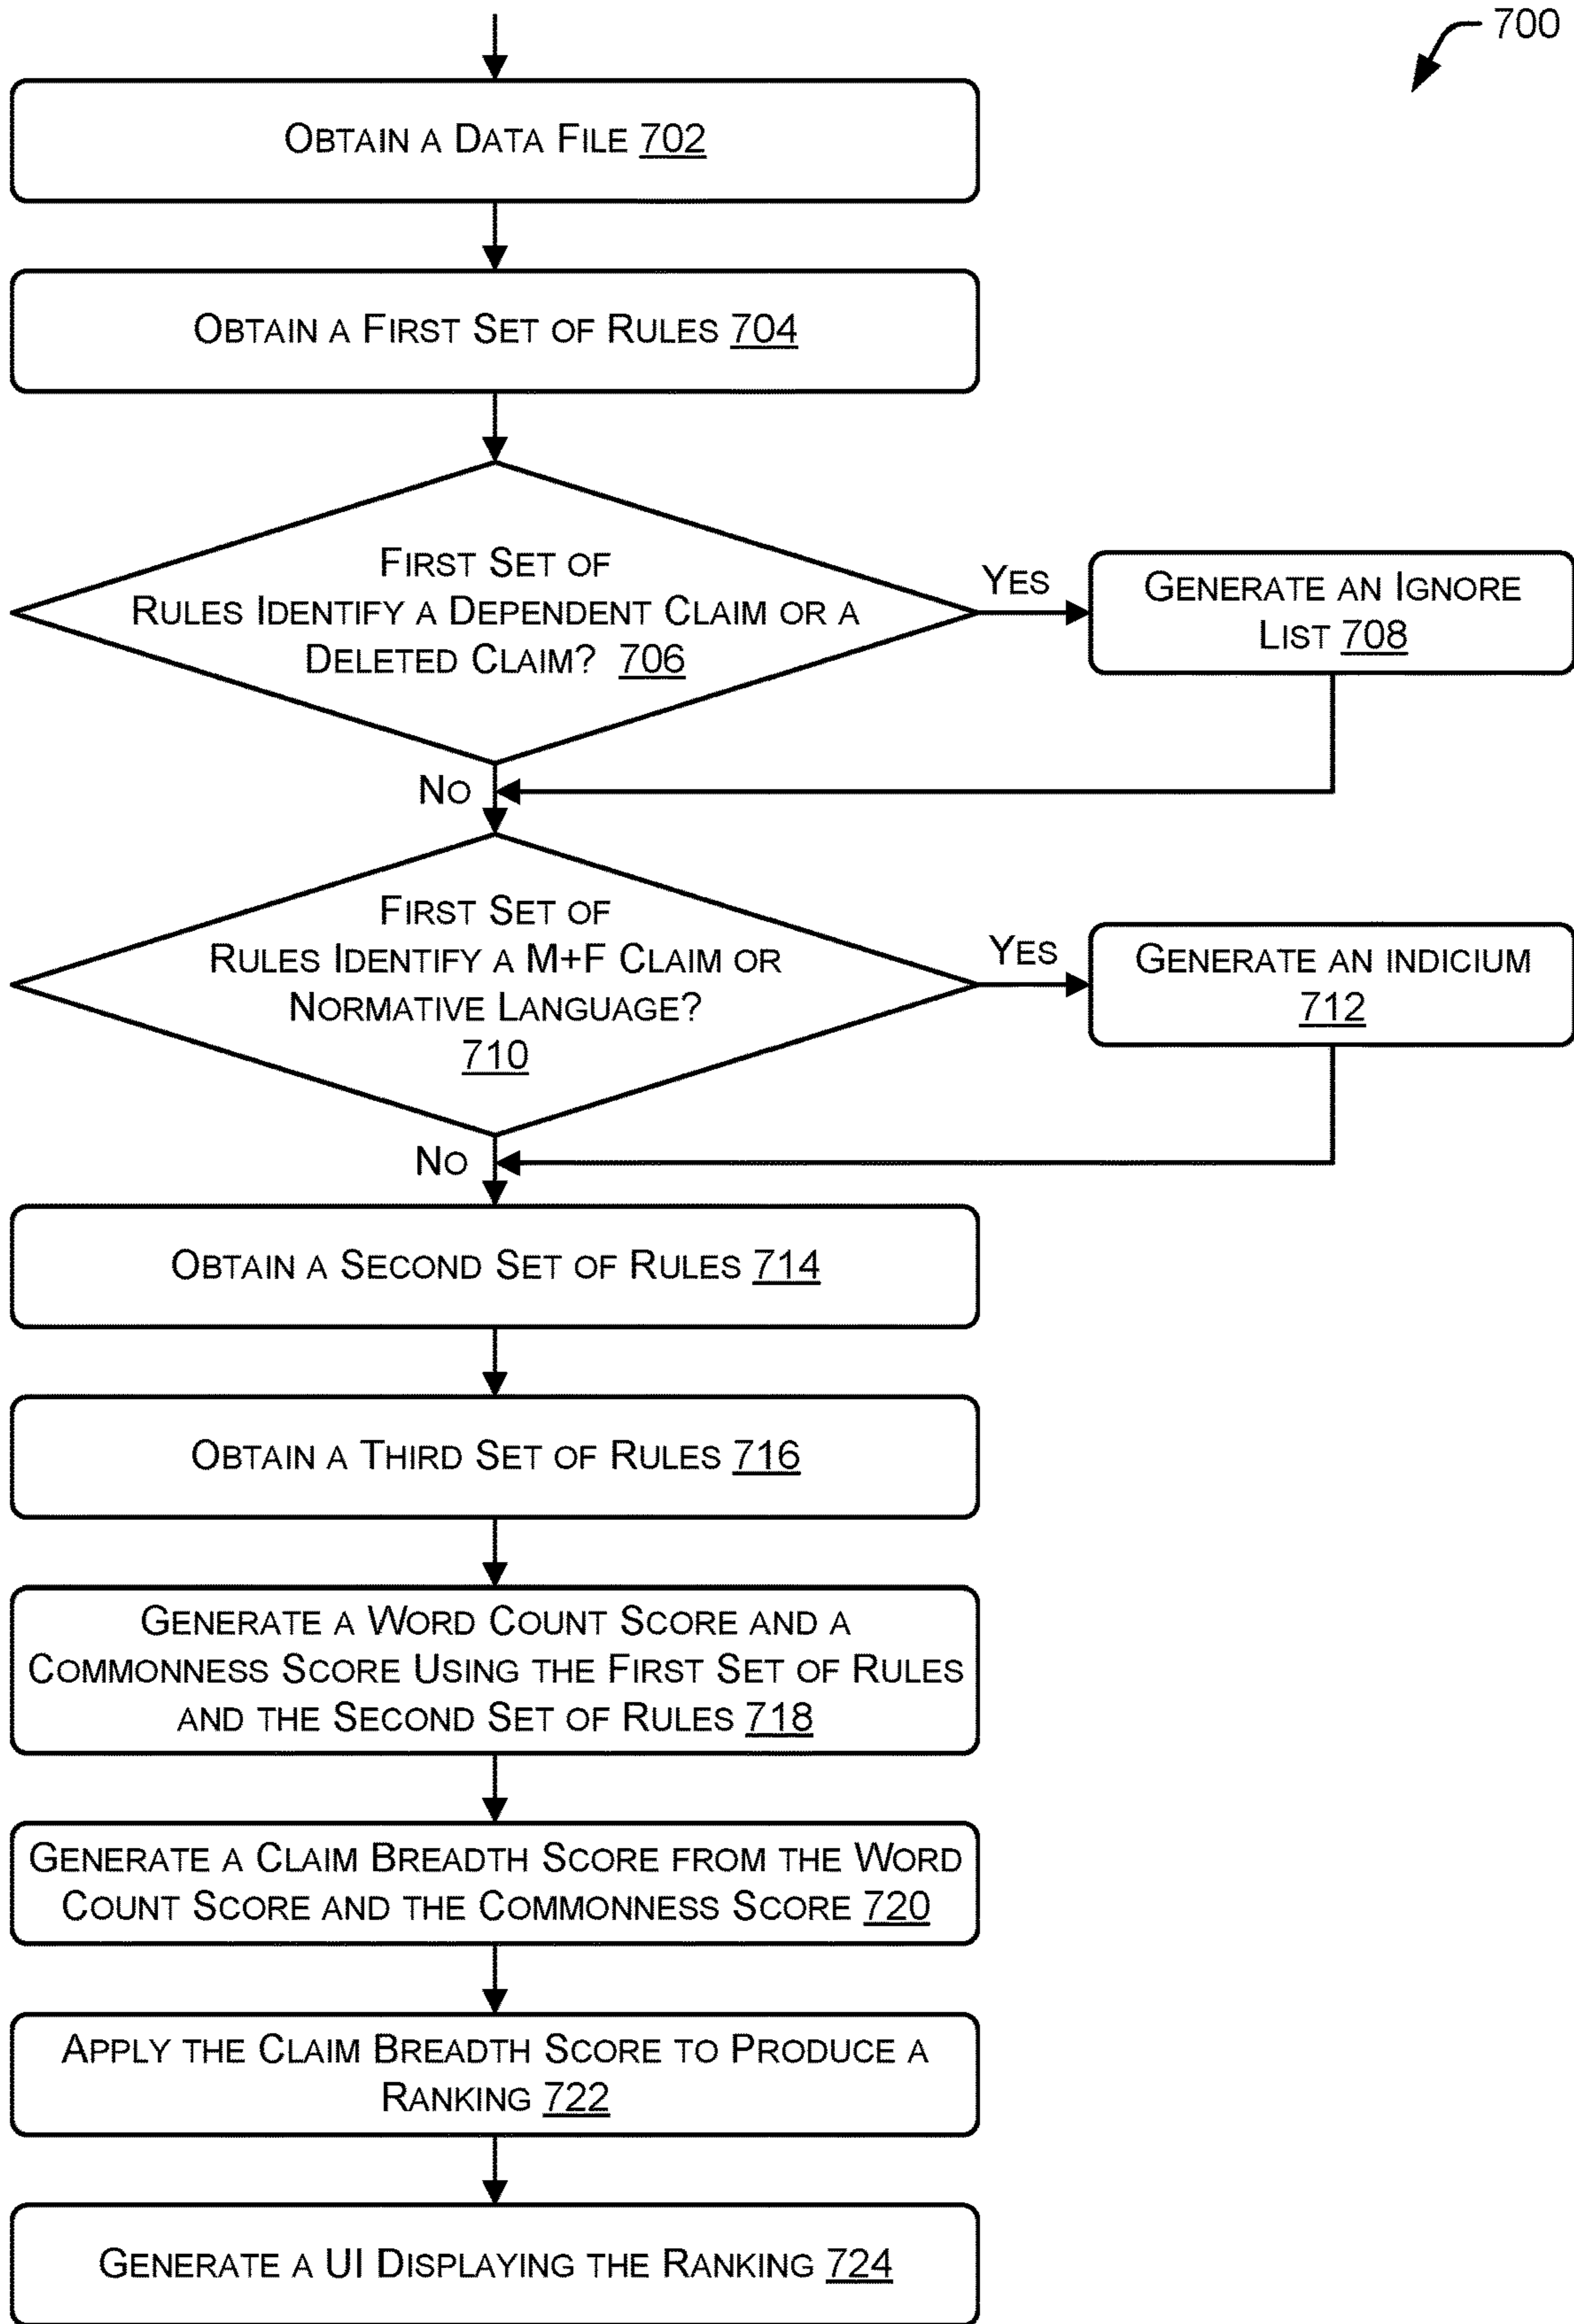 700
OBTAIN A DATA FILE 702
OBTAIN A FIRST SET OF RULES 704
FIRST SET OF
RULES IDENTIFY A DEPENDENT CLAIM OR A
DELETED CLAIM? 706
YES
GENERATE AN IGNORE
LIST 708
NO
FIRST SET OF
RULES IDENTIFY A M+F CLAIM OR
NORMATIVE LANGUAGE?
710
YES
GENERATE AN INDICIUM
712
NO
OBTAIN A SECOND SET OF RULES 714
OBTAIN A THIRD SET OF RULES 716
GENERATE A WORD COUNT SCORE AND A
COMMONNESS SCORE USING THE FIRST SET OF RULES
AND THE SECOND SET OF RULES 718
GENERATE A CLAIM BREADTH SCORE FROM THE WORD
COUNT SCORE AND THE COMMONNESS SCORE 720
APPLY THE CLAIM BREADTH SCORE TO PRODUCE A
RANKING 722
GENERATE A UI DISPLAYING THE RANKING 724